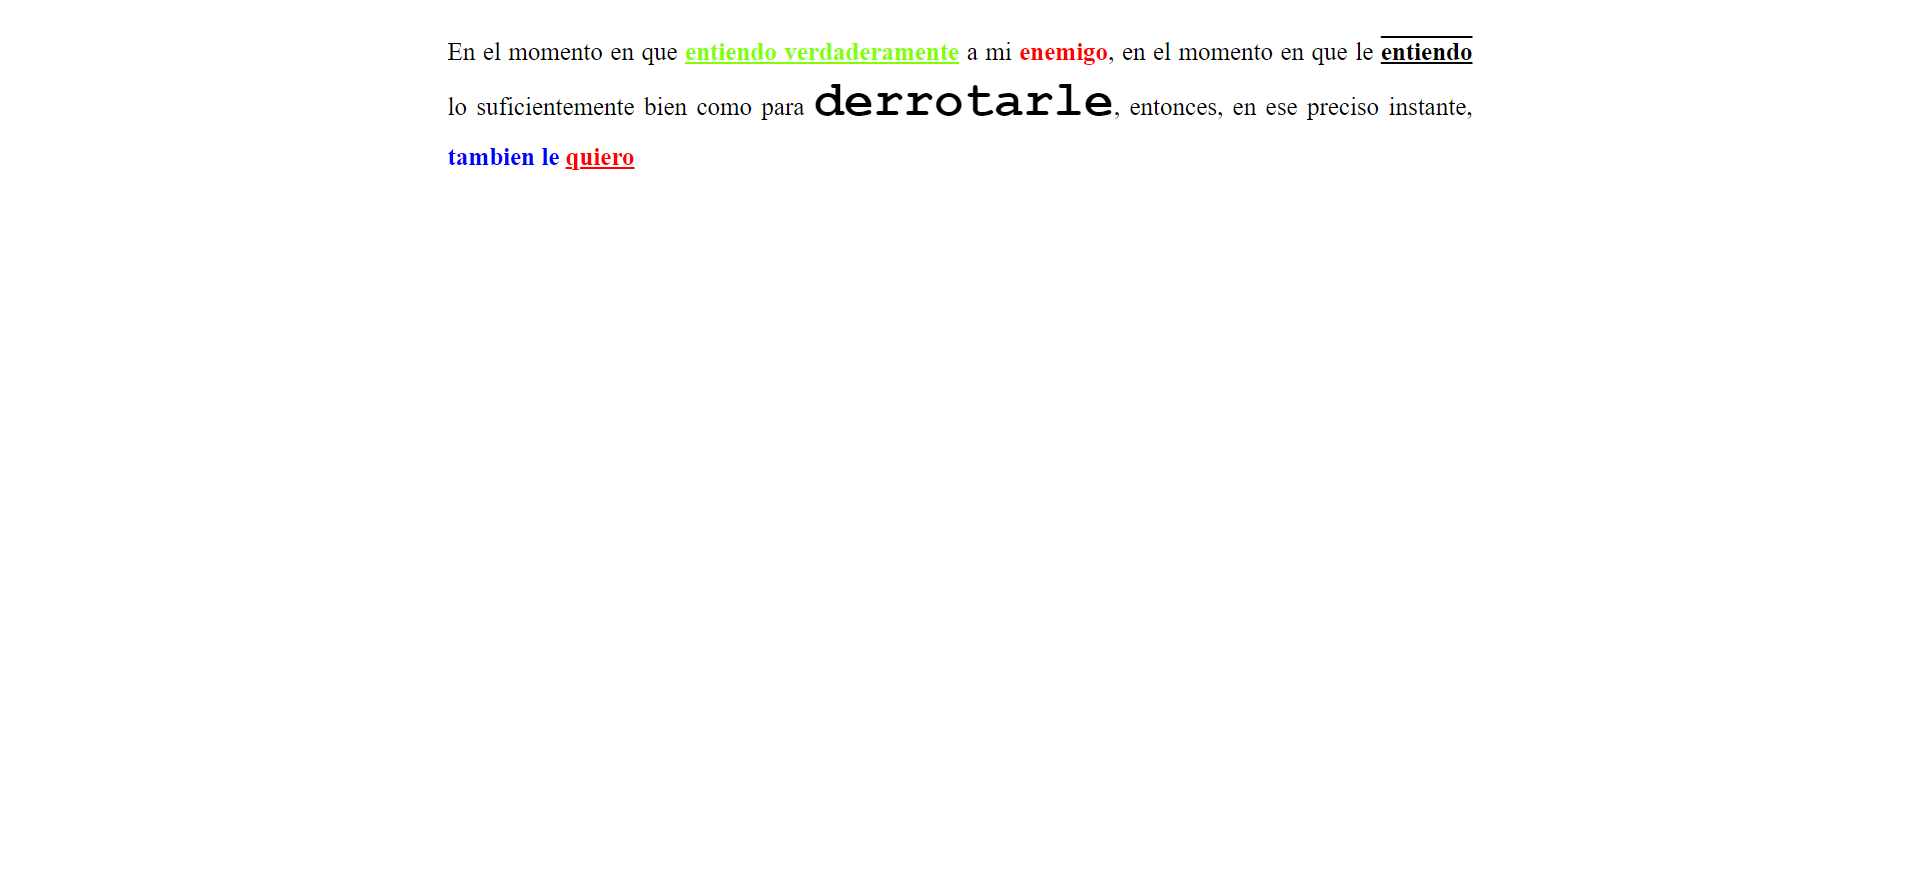 En el momento en que entiendo verdaderamente a mi enemigo, en el momento en que le entiendo
lo suficientemente bien como para derrotarle, entonces, en ese preciso instante,
tambien le quiero